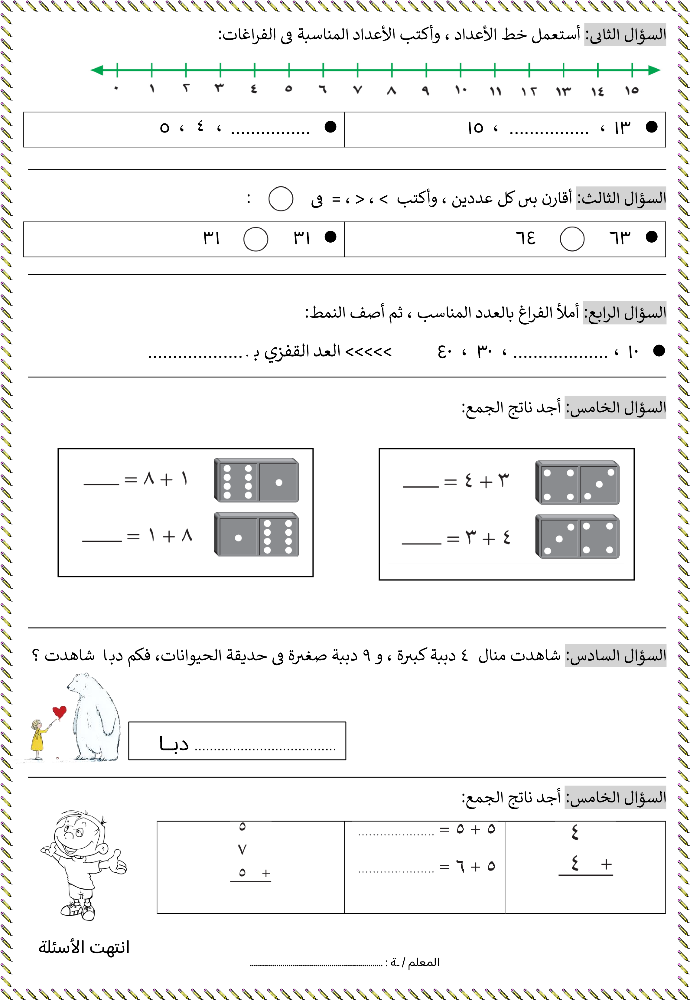 السؤال الثاني: أستعمل خط الأعداد ، وأكتب الأعداد المناسبة في الفراغات:
٠ ١ ٢ ٣ ٤ ٥ ٦ ٧ ٨ ٩ ١٠ ١١ ١٢ ١٣ ١٤ ١٥
● ١٣ ، ................ ، ١٥
● ................ ، ٤ ، ٥
السؤال الثالث: أقارن بين كل عددين ، وأكتب > ، < ، = في ◯ :
● ٦٣ ◯ ٦٤
● ٣١ ◯ ٣١
السؤال الرابع: أملأ الفراغ بالعدد المناسب ، ثم أصف النمط:
● ١٠ ، ................... ، ٣٠ ، ٤٠ >>>>> العد القفزي بـ ....................
السؤال الخامس: أجد ناتج الجمع:
٣ + ٤ = ____
٤ + ٣ = ____
١ + ٨ = ____
٨ + ١ = ____
السؤال السادس: شاهدت منال ٤ دببة كبيرة ، و ٩ دببة صغيرة في حديقة الحيوانات، فكم دبا شاهدت ؟
..................................... دبــا
السؤال الخامس: أجد ناتج الجمع:
٤
+ ٤
٥ + ٥ = ......................
٥ + ٦ = ......................
٥
٧
+ ٥
انتهت الأسئلة
المعلم / ـة : ................................................................